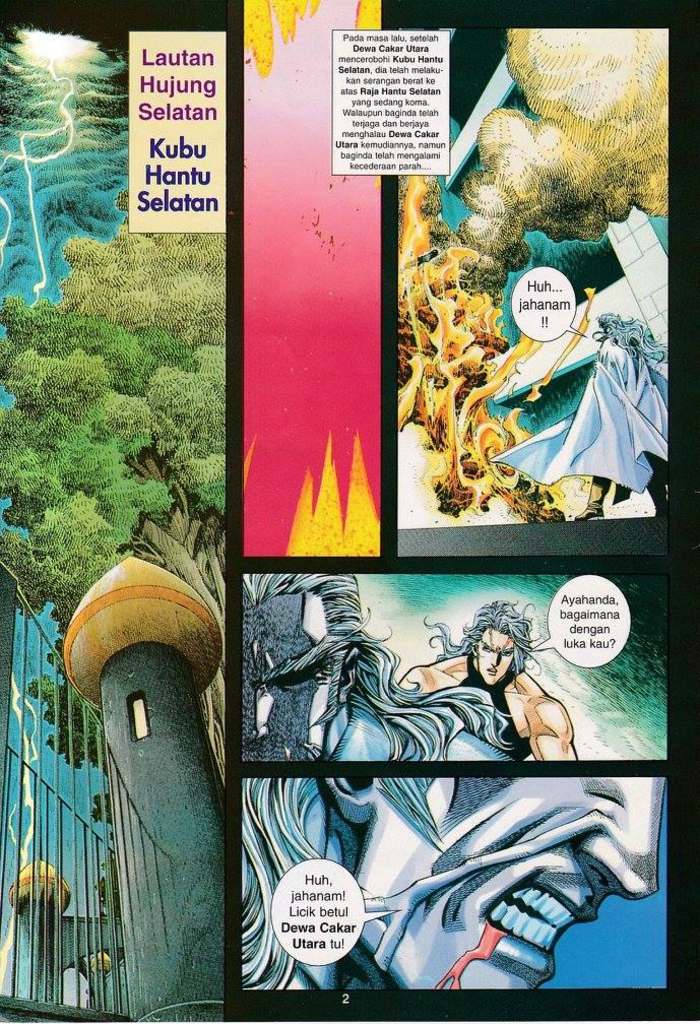 Lautan
Hujung
Selatan
Kubu
Hantu
Selatan
Pada masa lalu, setelah
Dewa Cakar Utara
mencerobohi Kubu Hantu
Selatan, dia telah melaku-
kan serangan berat ke
atas Raja Hantu Selatan
yang sedang koma.
Walaupun baginda telah
terjaga dan berjaya
menghalau Dewa Cakar
Utara kemudiannya, namun
baginda telah mengalami
kecederaan parah....
Huh...
jahanam
!!
Ayahanda,
bagaimana
dengan
luka kau?
Huh,
jahanam!
Licik betul
Dewa Cakar
Utara tu!
2